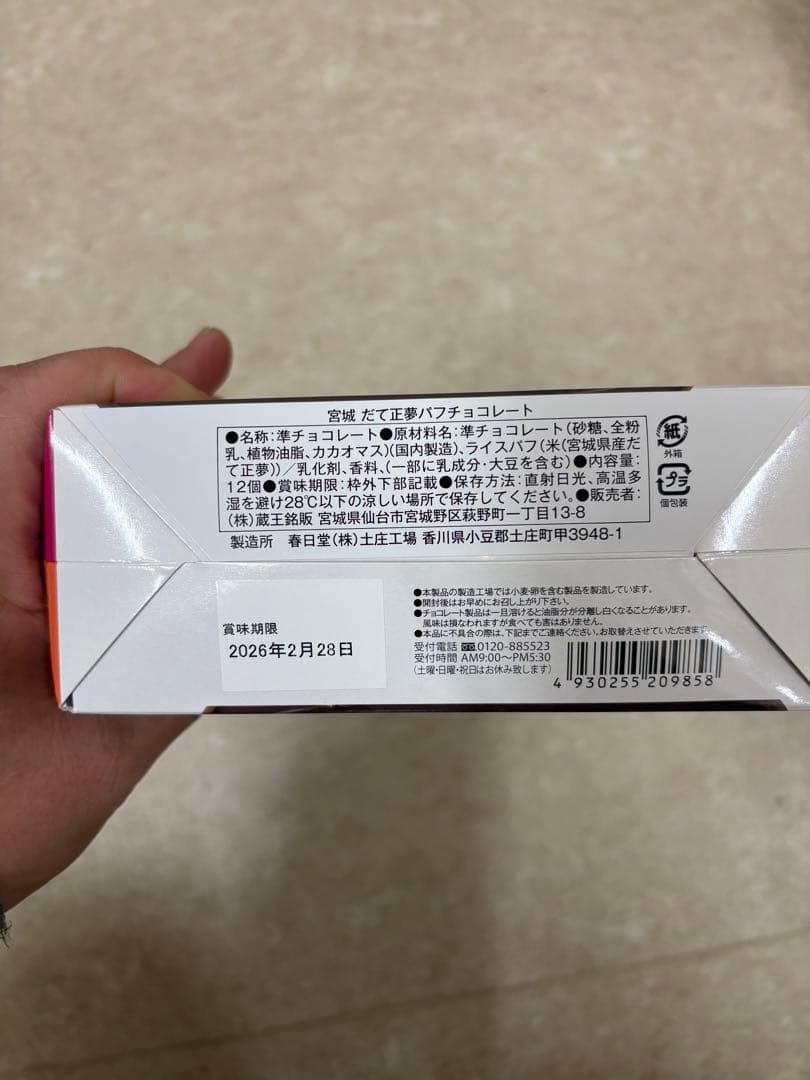 宮城 だて正夢パフチョコレート
●名称:準チョコレート●原材料名:準チョコレート(砂糖、全粉
乳、植物油脂、カカオマス)(国内製造)、ライスパフ(米(宮城県産だ
て正夢))／乳化剤、香料、(一部に乳成分・大豆を含む)●内容量:
12個●賞味期限:枠外下部記載●保存方法:直射日光、高温多
湿を避け28℃以下の涼しい場所で保存してください。●販売者:
(株)蔵王銘販 宮城県仙台市宮城野区萩野町一丁目13-8
製造所 春日堂(株)土庄工場 香川県小豆郡土庄町甲3948-1
紙
外箱
プラ
個包装
●本製品の製造工場では小麦・卵を含む製品を製造しています。
●開封後はお早めにお召し上がり下さい。
●チョコレート製品は一旦溶けると油脂分が分離し白くなることがあります。
風味は損なわれますが食べても害はありません。
●本品に不具合の際は、下記までご連絡ください。お取替えさせていただきます。
受付電話 0120-885523
受付時間 AM9:00～PM5:30
(土曜・日曜・祝日はお休み致します)
4 930255 209858
賞味期限
2026年2月28日